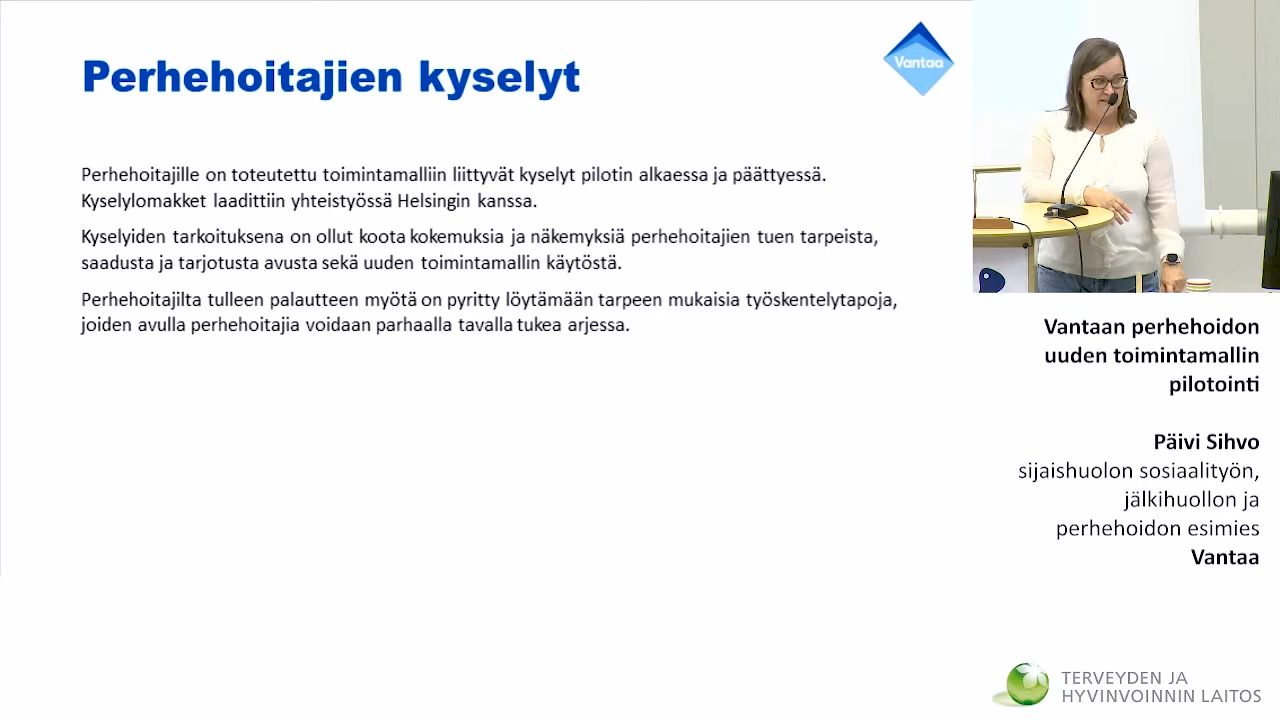 Perhehoitajien kyselyt
Vantaa
Perhehoitajille on toteutettu toimintamalliin liittyvät kyselyt pilotin alkaessa ja päättyessä.
Kyselylomakket laadittiin yhteistyössä Helsingin kanssa.
Kyselyiden tarkoituksena on ollut koota kokemuksia ja näkemyksiä perhehoitajien tuen tarpeista,
saadusta ja tarjotusta avusta sekä uuden toimintamallin käytöstä.
Perhehoitajilta tulleen palautteen myötä on pyritty löytämään tarpeen mukaisia työskentelytapoja,
joiden avulla perhehoitajia voidaan parhaalla tavalla tukea arjessa.
Vantaan perhehoidon
uuden toimintamallin
pilotointi
Päivi Sihvo
sijaishuolon sosiaalityön,
jälkihuollon ja
perhehoidon esimies
Vantaa
TERVEYDEN JA
HYVINVOINNIN LAITOS